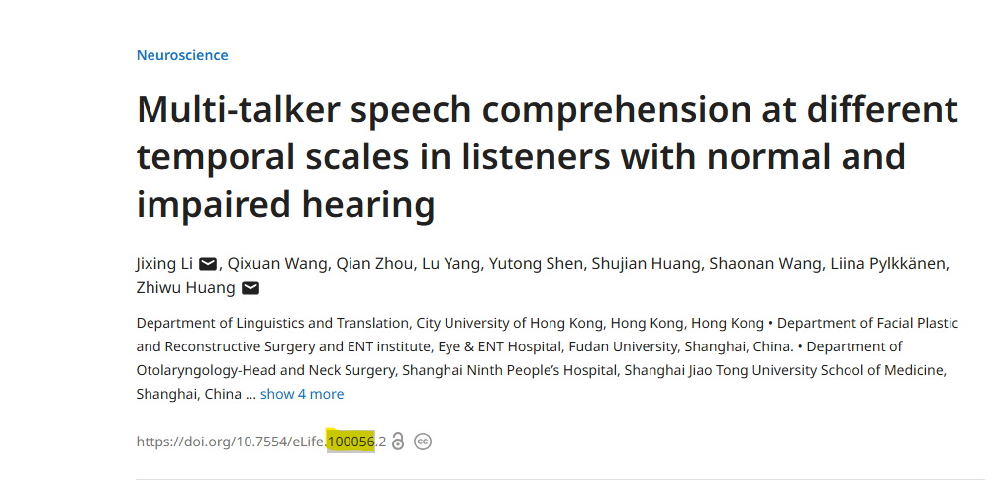 Neuroscience
Multi-talker speech comprehension at different
temporal scales in listeners with normal and
impaired hearing
Jixing Li, Qixuan Wang, Qian Zhou, Lu Yang, Yutong Shen, Shujian Huang, Shaonan Wang, Liina Pylkkänen,
Zhiwu Huang
Department of Linguistics and Translation, City University of Hong Kong, Hong Kong, Hong Kong • Department of Facial Plastic
and Reconstructive Surgery and ENT institute, Eye & ENT Hospital, Fudan University, Shanghai, China. • Department of
Otolaryngology-Head and Neck Surgery, Shanghai Ninth People’s Hospital, Shanghai Jiao Tong University School of Medicine,
Shanghai, China ... show 4 more
https://doi.org/10.7554/eLife.100056.2 cc